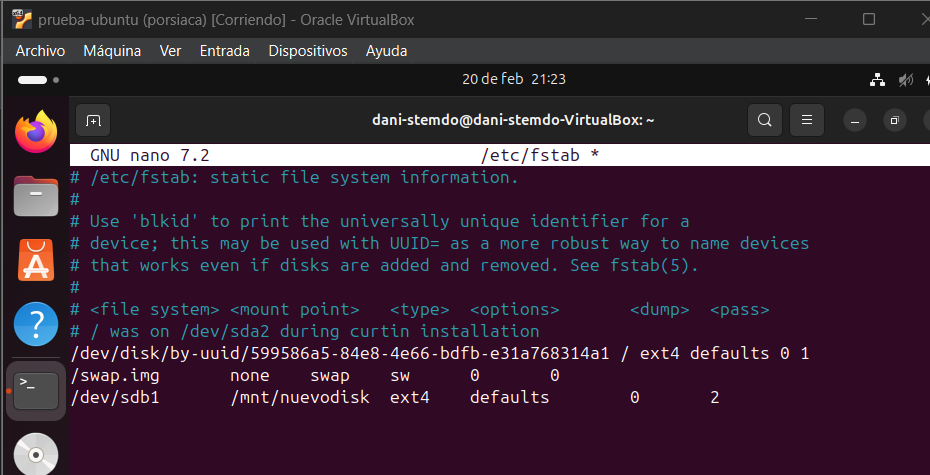 prueba-ubuntu (porsiaca) [Corriendo] - Oracle VirtualBox
Archivo Máquina Ver Entrada Dispositivos Ayuda
20 de feb 21:23
dani-stemdo@dani-stemdo-VirtualBox: ~
GNU nano 7.2 /etc/fstab *
# /etc/fstab: static file system information.
#
# Use 'blkid' to print the universally unique identifier for a
# device; this may be used with UUID= as a more robust way to name devices
# that works even if disks are added and removed. See fstab(5).
#
# <file system> <mount point> <type> <options> <dump> <pass>
# / was on /dev/sda2 during curtin installation
/dev/disk/by-uuid/599586a5-84e8-4e66-bdfb-e31a768314a1 / ext4 defaults 0 1
/swap.img none swap sw 0 0
/dev/sdb1 /mnt/nuevodisk ext4 defaults 0 2